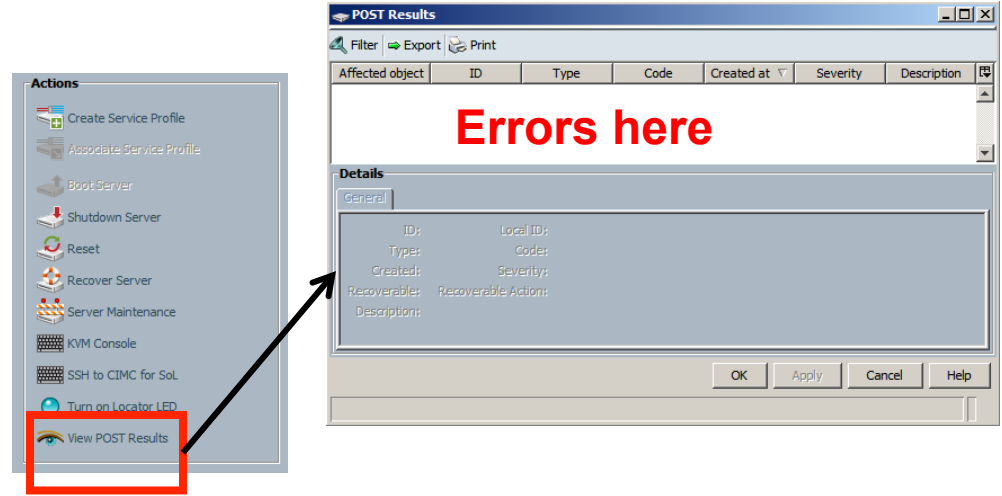 Actions
Create Service Profile
Associate Service Profile
Boot Server
Shutdown Server
Reset
Recover Server
Server Maintenance
KVM Console
SSH to CIMC for SoL
Turn on Locator LED
View POST Results
POST Results
Filter Export Print
Affected object ID Type Code Created at Severity Description
Errors here
Details
General
ID: Local ID:
Type: Code:
Created: Severity:
Recoverable: Recoverable Action:
Description:
OK Apply Cancel Help